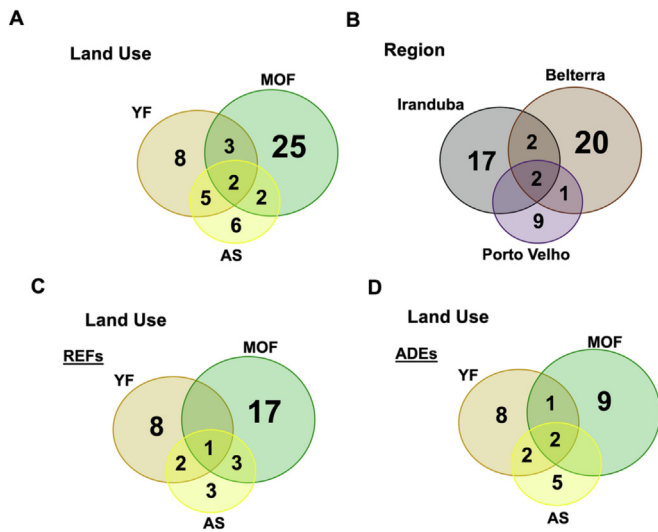 A
Land Use
MOF
YF
8
3
25
2
5
2
6
AS
B
Region
Belterra
Iranduba
17
2
20
2
1
9
Porto Velho
C
Land Use
REFs
MOF
YF
8
17
1
2
3
3
AS
D
Land Use
ADEs
MOF
YF
8
1
9
2
2
5
AS